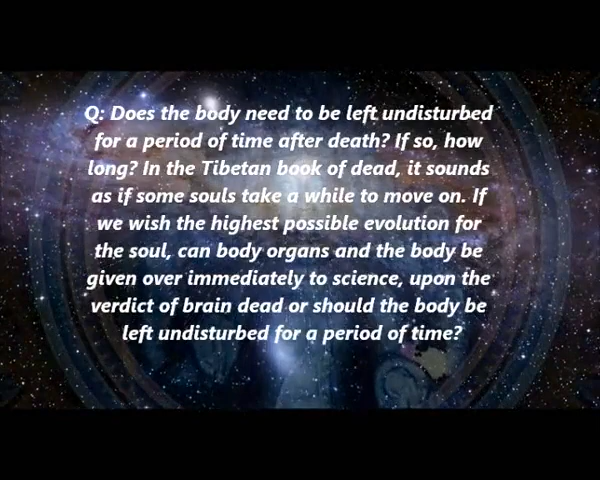 Q: Does the body need to be left undisturbed
for a period of time after death? If so, how
long? In the Tibetan book of dead, it sounds
as if some souls take a while to move on. If
we wish the highest possible evolution for
the soul, can body organs and the body be
given over immediately to science, upon the
verdict of brain dead or should the body be
left undisturbed for a period of time?